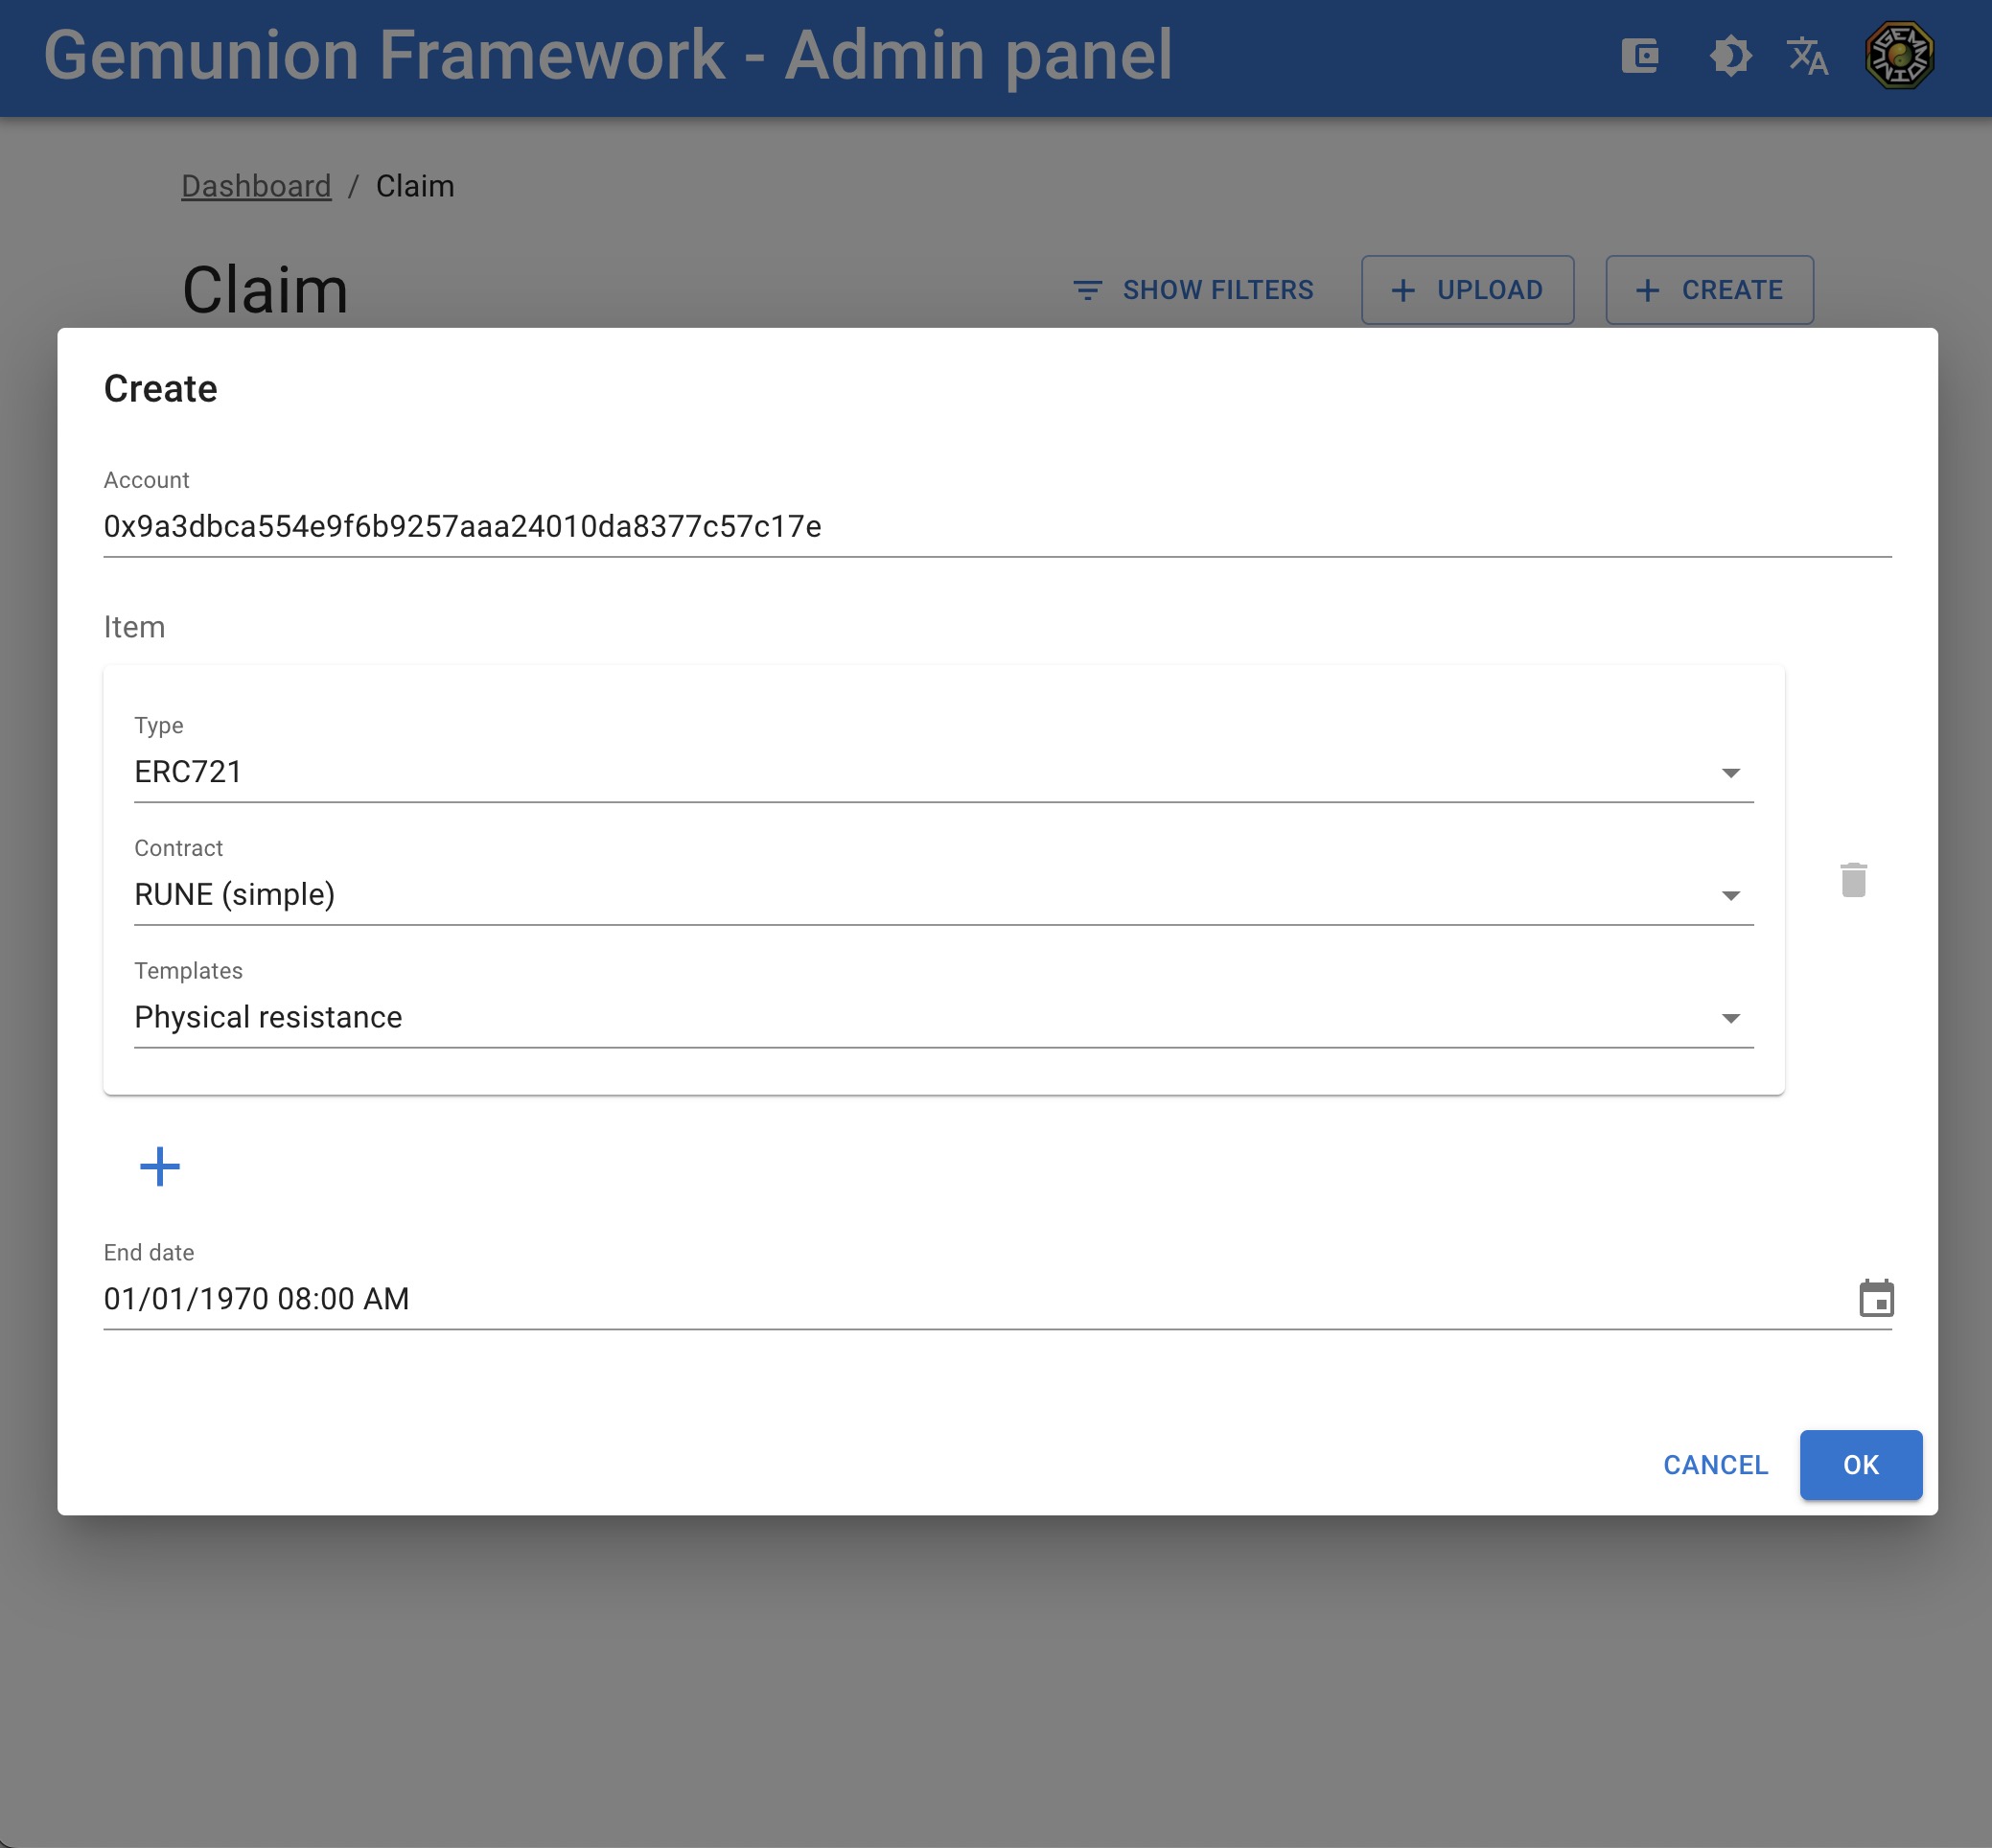 Gemunion Framework - Admin panel
Dashboard / Claim
Claim
SHOW FILTERS
UPLOAD
CREATE
Create
Account
0x9a3dbca554e9f6b9257aaa24010da8377c57c17e
Item
Type
ERC721
Contract
RUNE (simple)
Templates
Physical resistance
End date
01/01/1970 08:00 AM
CANCEL
OK